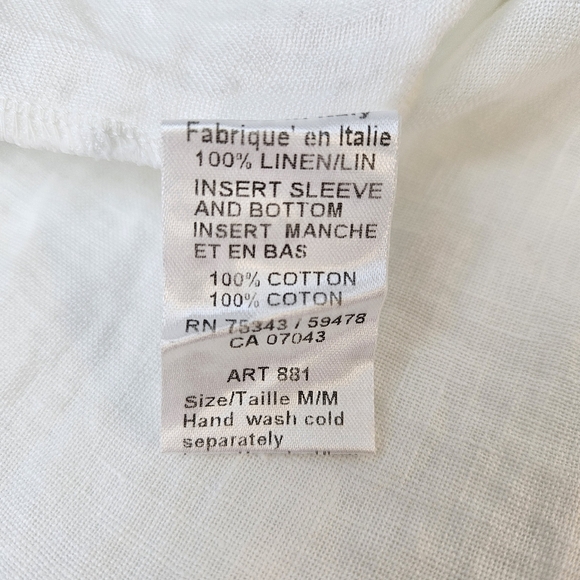 Fabrique' en Italie
100% LINEN/LIN
INSERT SLEEVE
AND BOTTOM
INSERT MANCHE
ET EN BAS
100% COTTON
100% COTON
RN 75343 / 59478
CA 07043
ART 881
Size/Taille M/M
Hand wash cold
separately